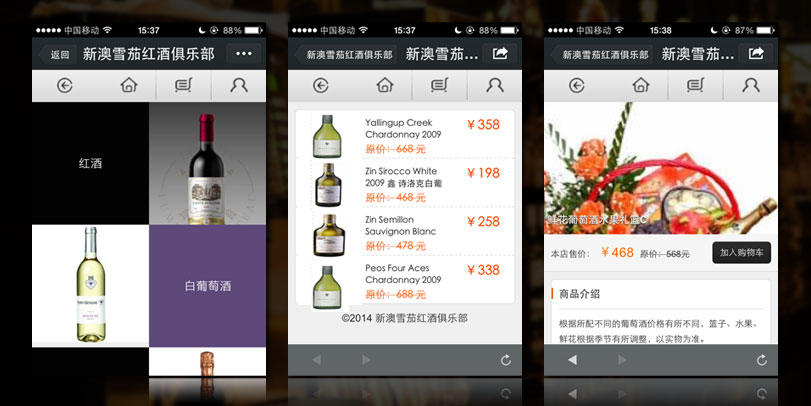 中国移动 15:37 88%
返回 新澳雪茄红酒俱乐部
红酒
白葡萄酒
中国移动 15:37 88%
新澳雪茄红酒俱乐部 新澳雪茄...
Yallingup Creek
Chardonnay 2009
￥358
原价：668 元
Zin Sirocco White
2009 鑫 诗洛克白葡
￥198
原价：468 元
Zin Semillon
Sauvignon Blanc
￥258
原价：478 元
Peos Four Aces
Chardonnay 2009
￥338
原价：688 元
©2014 新澳雪茄红酒俱乐部
中国移动 15:38 87%
新澳雪茄红酒俱乐部 新澳雪茄...
鲜花葡萄酒水果礼篮C
本店售价： ￥468 原价：568元 加入购物车
商品介绍
根据所配不同的葡萄酒价格有所不同，篮子、水果、
鲜花根据季节有所调整，以实物为准。